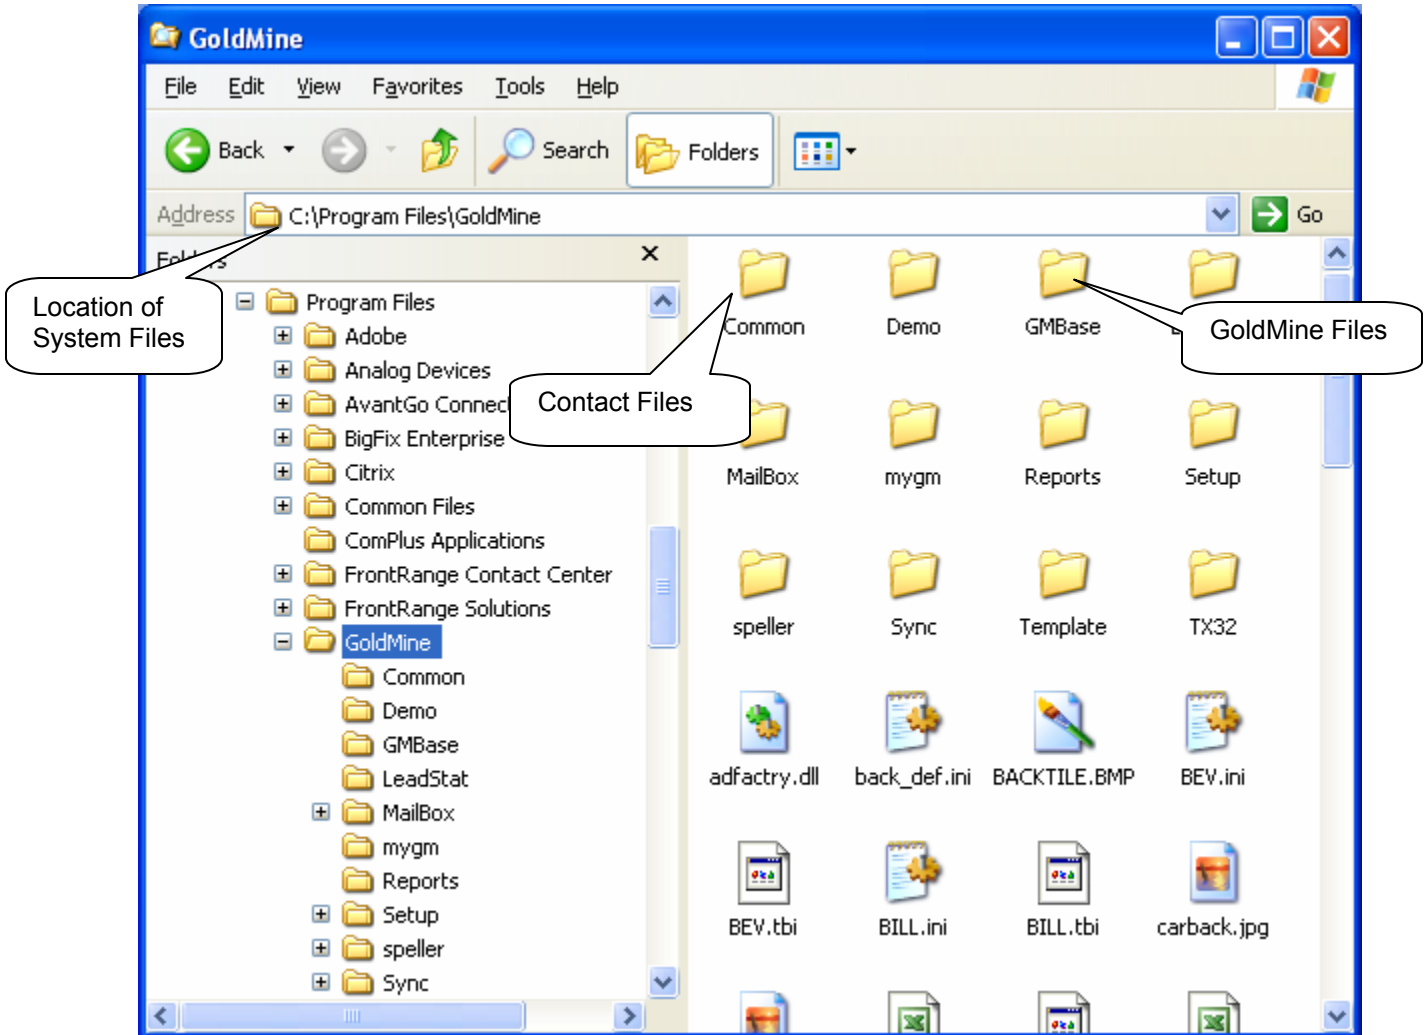 GoldMine
File Edit View Favorites Tools Help
Back Search Folders
Address C:\Program Files\GoldMine Go
Folders
Location of
System Files
Program Files
Adobe
Analog Devices
AvantGo Connect
BigFix Enterprise
Citrix
Common Files
ComPlus Applications
FrontRange Contact Center
FrontRange Solutions
GoldMine
Common
Demo
GMBase
LeadStat
MailBox
mygm
Reports
Setup
speller
Sync
Common Demo GMBase
GoldMine Files
Contact Files
MailBox mygm Reports Setup
speller Sync Template TX32
adfactry.dll back_def.ini BACKTILE.BMP BEV.ini
BEV.tbi BILL.ini BILL.tbi carback.jpg